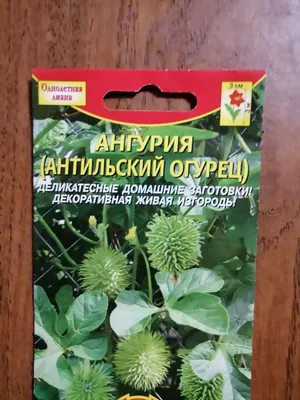 Однолетняя
лиана
АНГУРИЯ
(АНТИЛЬСКИЙ ОГУРЕЦ)
ДЕЛИКАТЕСНЫЕ ДОМАШНИЕ ЗАГОТОВКИ!
ДЕКОРАТИВНАЯ ЖИВАЯ ИЗГОРОДЬ!